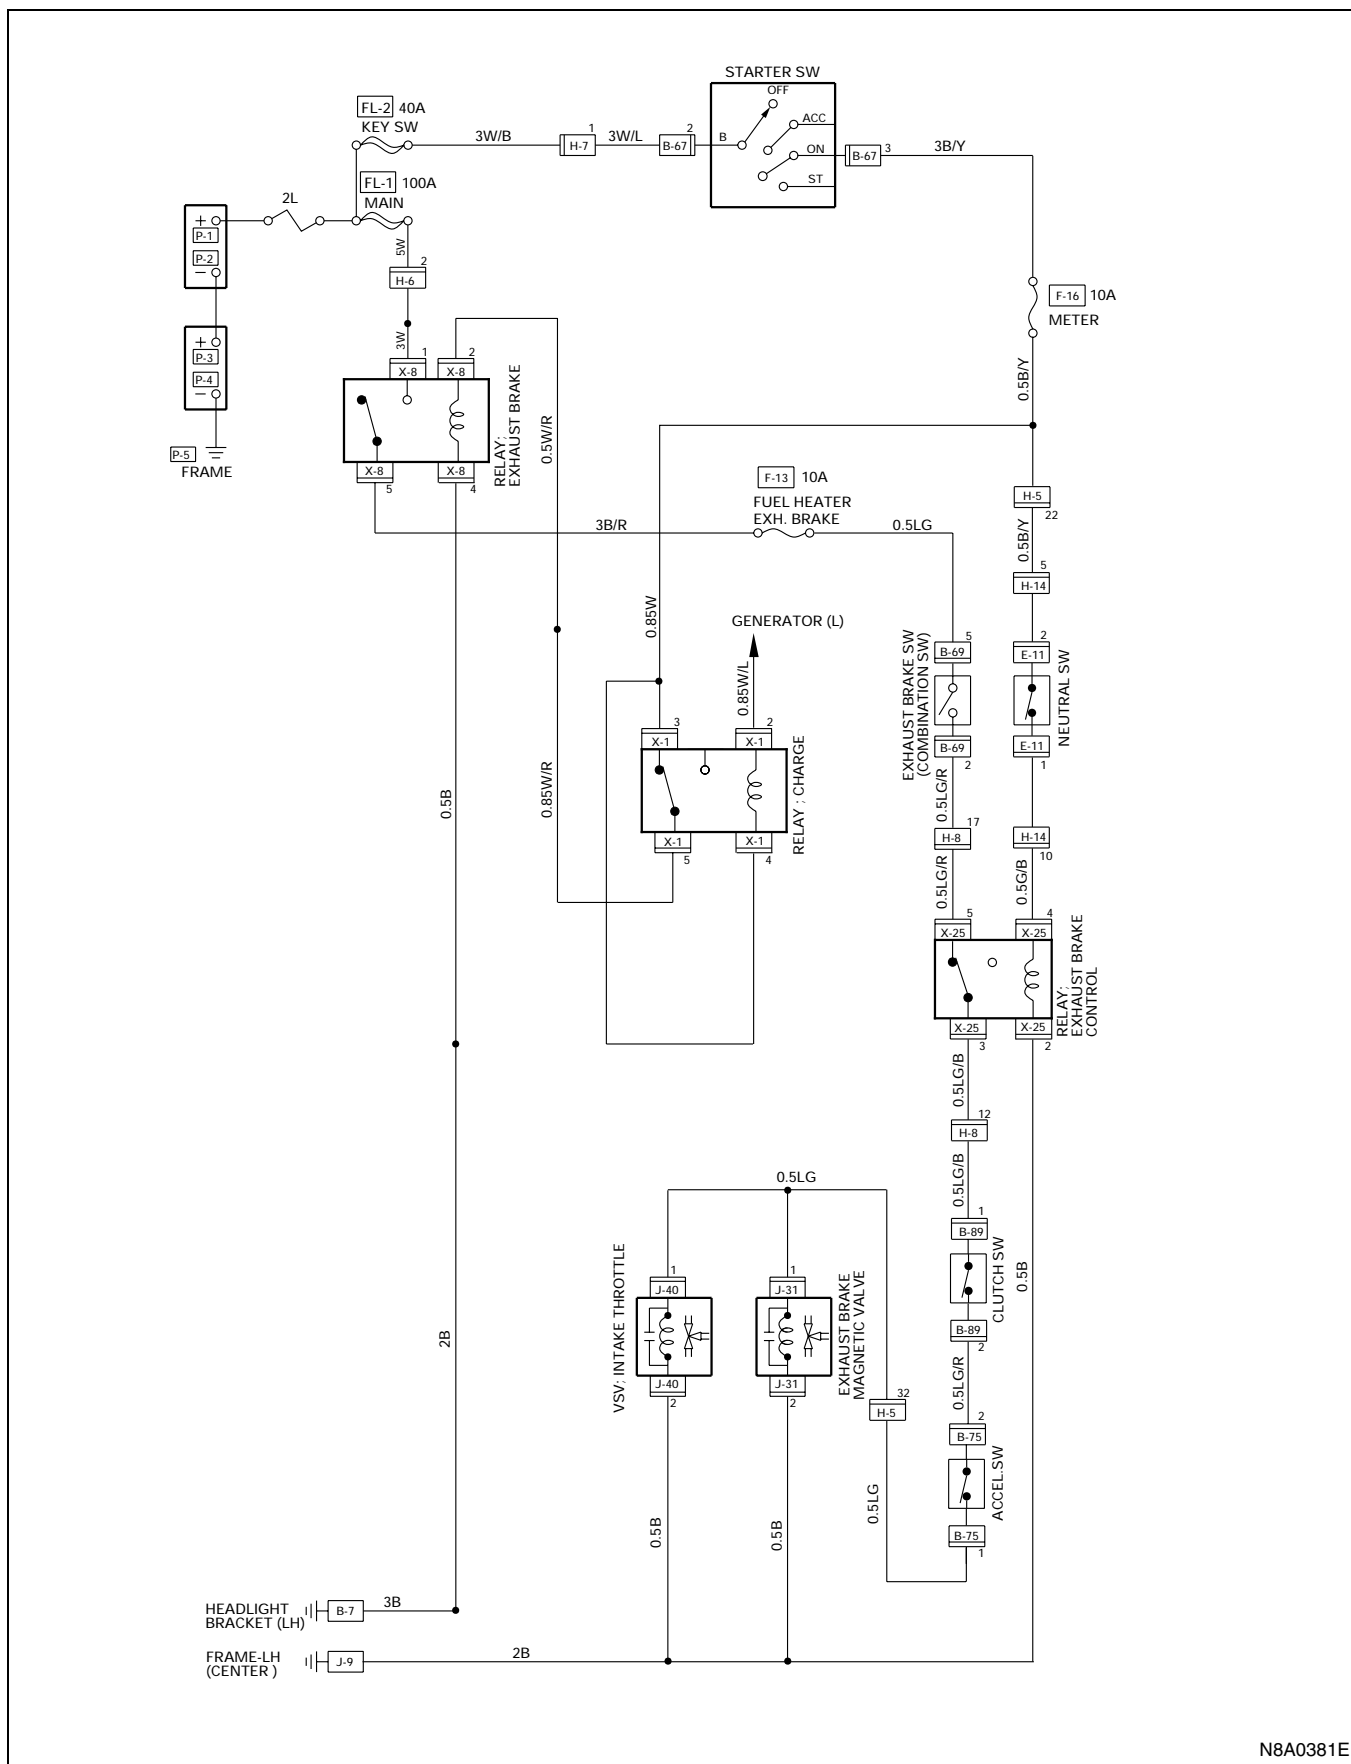 STARTER SW
OFF
ACC
ON
ST
B
FL-2 40A
KEY SW
3W/B
1
H-7
3W/L
2
B-67
B-67
3
3B/Y
FL-1 100A
MAIN
2L
+
P-1
P-2
−
+
P-3
P-4
−
P-5
FRAME
5W
2
H-6
3W
1
X-8
2
X-8
RELAY;
EXHAUST BRAKE
X-8
5
X-8
4
0.5W/R
F-16 10A
METER
0.5B/Y
F-13 10A
FUEL HEATER
EXH. BRAKE
3B/R
0.5LG
H-5
22
0.5B/Y
5
H-14
0.85W
GENERATOR (L)
0.85W/L
EXHAUST BRAKE SW
(COMBINATION SW)
5
B-69
2
E-11
NEUTRAL SW
B-69
2
E-11
1
3
X-1
2
X-1
RELAY ; CHARGE
X-1
5
X-1
4
0.85W/R
0.5B
0.5LG/R
17
H-8
H-14
10
0.5LG/R
0.5G/B
5
X-25
4
X-25
RELAY;
EXHAUST BRAKE
CONTROL
X-25
3
X-25
2
0.5LG/B
12
H-8
0.5LG/B
0.5LG
1
B-89
CLUTCH SW
0.5B
B-89
2
VSV; INTAKE THROTTLE
1
J-40
1
J-31
EXHAUST BRAKE
MAGNETIC VALVE
J-40
2
J-31
2
2B
0.5LG/R
32
H-5
2
B-75
ACCEL.SW
B-75
1
0.5LG
0.5B
0.5B
HEADLIGHT
BRACKET (LH)
B-7
3B
FRAME-LH
(CENTER )
J-9
2B
N8A0381E